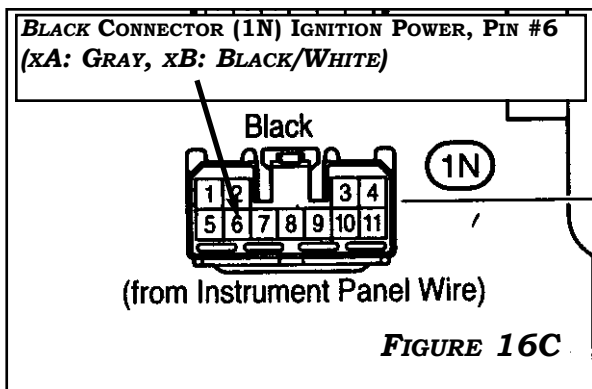 BLACK CONNECTOR (1N) IGNITION POWER, PIN #6
(XA: GRAY, XB: BLACK/WHITE)
Black
1N
1 2 3 4
5 6 7 8 9 10 11
(from Instrument Panel Wire)
FIGURE 16C